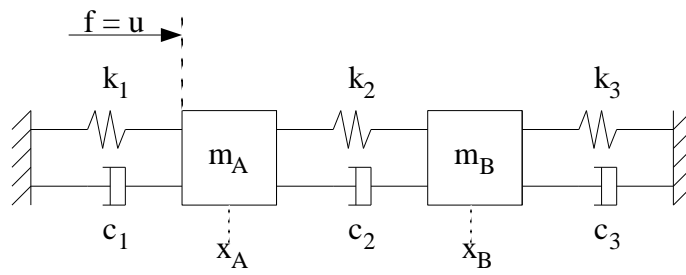 f = u
k1 k2 k3
mA mB
c1 c2 c3
xA xB